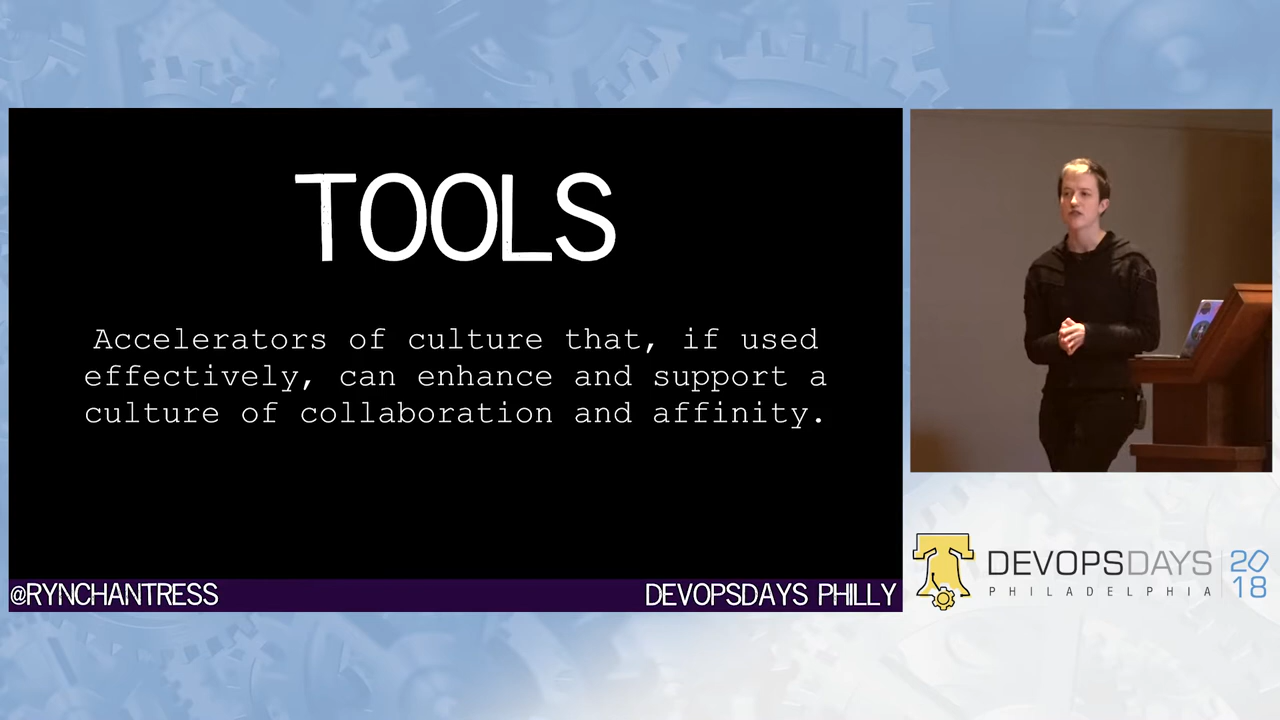 TOOLS
Accelerators of culture that, if used
effectively, can enhance and support a
culture of collaboration and affinity.
@RYNCHANTRESS
DEVOPSDAYS PHILLY
DEVOPSDAYS
PHILADELPHIA
20
18